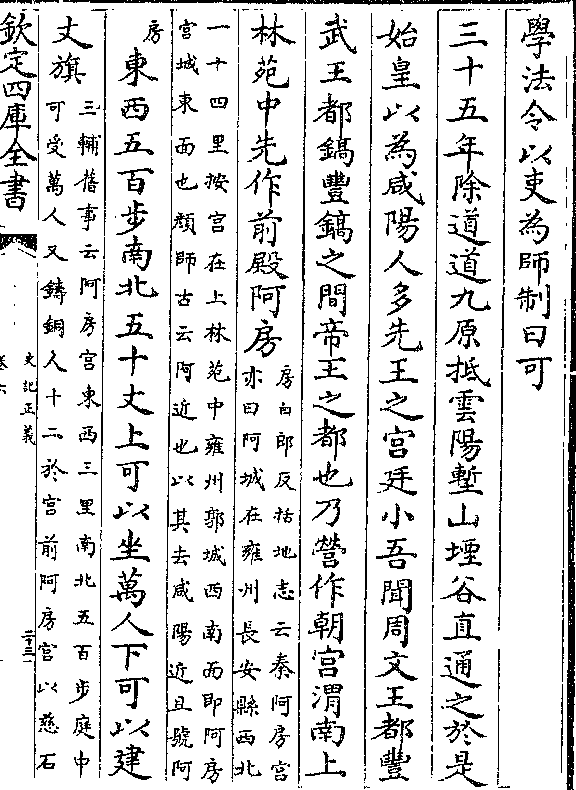 學法令以吏為師制曰可
三十五年除道道九原抵雲陽塹山堙谷直通之於是
始皇以為咸陽人多先王之宮廷小吾聞周文王都豐
武王都鎬豐鎬之間帝王之都也乃營作朝宮渭南上
林苑中先作前殿阿房
房白郎反括地志云秦阿房宮
亦曰阿城在雍州長安縣西北
一十四里按宮在上林苑中雍州郭城西南面即阿房
宮城東面也顔師古云阿近也以其去咸陽近且號阿
房
東西五百步南北五十丈上可以坐萬人下可以建
丈旗
三輔舊事云阿房宮東西三里南北五百步庭中
可受萬人又鑄銅人十二於宮前阿房宮以慈石
欽定四庫全書
史記正義
卷六
二十三